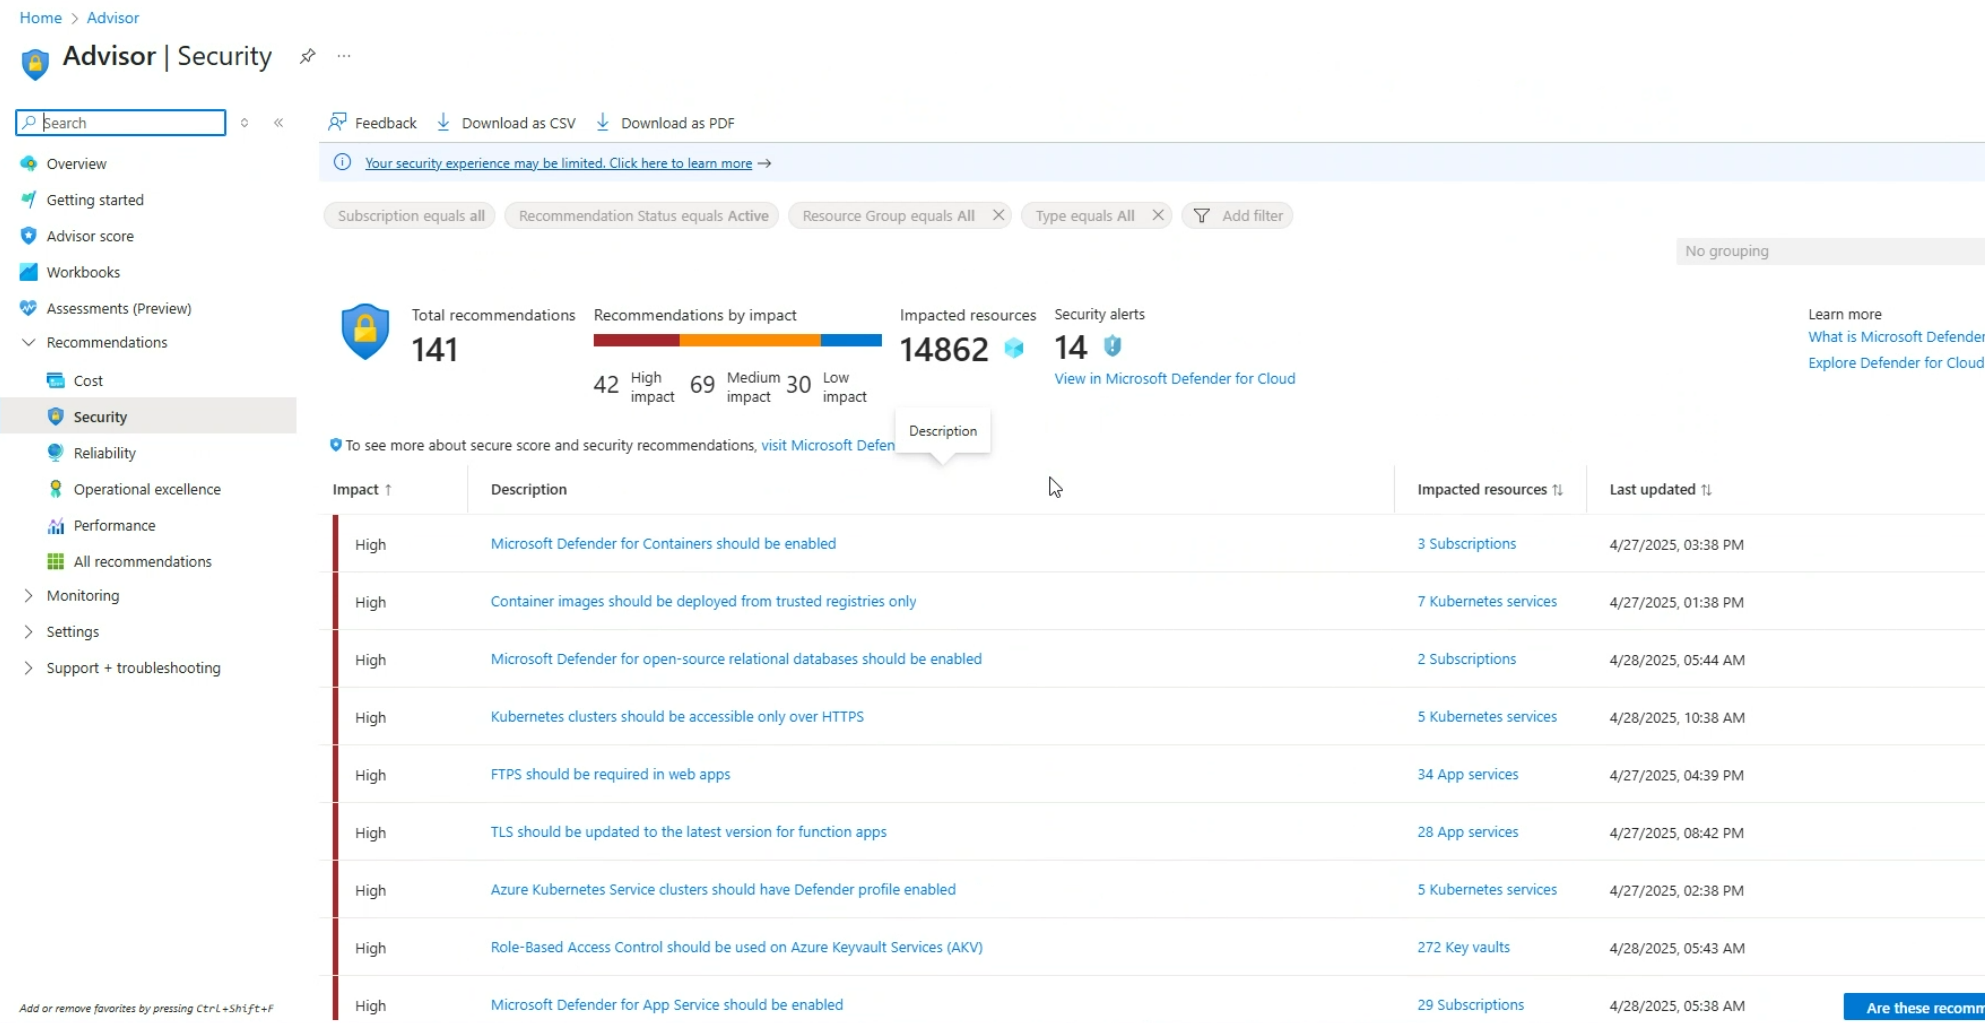 Home > Advisor
Advisor | Security
Search
Overview
Getting started
Advisor score
Workbooks
Assessments (Preview)
Recommendations
Cost
Security
Reliability
Operational excellence
Performance
All recommendations
Monitoring
Settings
Support + troubleshooting
Add or remove favorites by pressing Ctrl+Shift+F
Feedback Download as CSV Download as PDF
Your security experience may be limited. Click here to learn more →
Subscription equals all Recommendation Status equals Active Resource Group equals All Type equals All Add filter
No grouping
Total recommendations
141
Recommendations by impact
42 High impact 69 Medium impact 30 Low impact
Impacted resources
14862
Security alerts
14
View in Microsoft Defender for Cloud
Learn more
What is Microsoft Defender
Explore Defender for Cloud
Description
To see more about secure score and security recommendations, visit Microsoft Defen
Impact ↑ Description Impacted resources ↑↓ Last updated ↑↓
High Microsoft Defender for Containers should be enabled 3 Subscriptions 4/27/2025, 03:38 PM
High Container images should be deployed from trusted registries only 7 Kubernetes services 4/27/2025, 01:38 PM
High Microsoft Defender for open-source relational databases should be enabled 2 Subscriptions 4/28/2025, 05:44 AM
High Kubernetes clusters should be accessible only over HTTPS 5 Kubernetes services 4/28/2025, 10:38 AM
High FTPS should be required in web apps 34 App services 4/27/2025, 04:39 PM
High TLS should be updated to the latest version for function apps 28 App services 4/27/2025, 08:42 PM
High Azure Kubernetes Service clusters should have Defender profile enabled 5 Kubernetes services 4/27/2025, 02:38 PM
High Role-Based Access Control should be used on Azure Keyvault Services (AKV) 272 Key vaults 4/28/2025, 05:43 AM
High Microsoft Defender for App Service should be enabled 29 Subscriptions 4/28/2025, 05:38 AM
Are these recomm